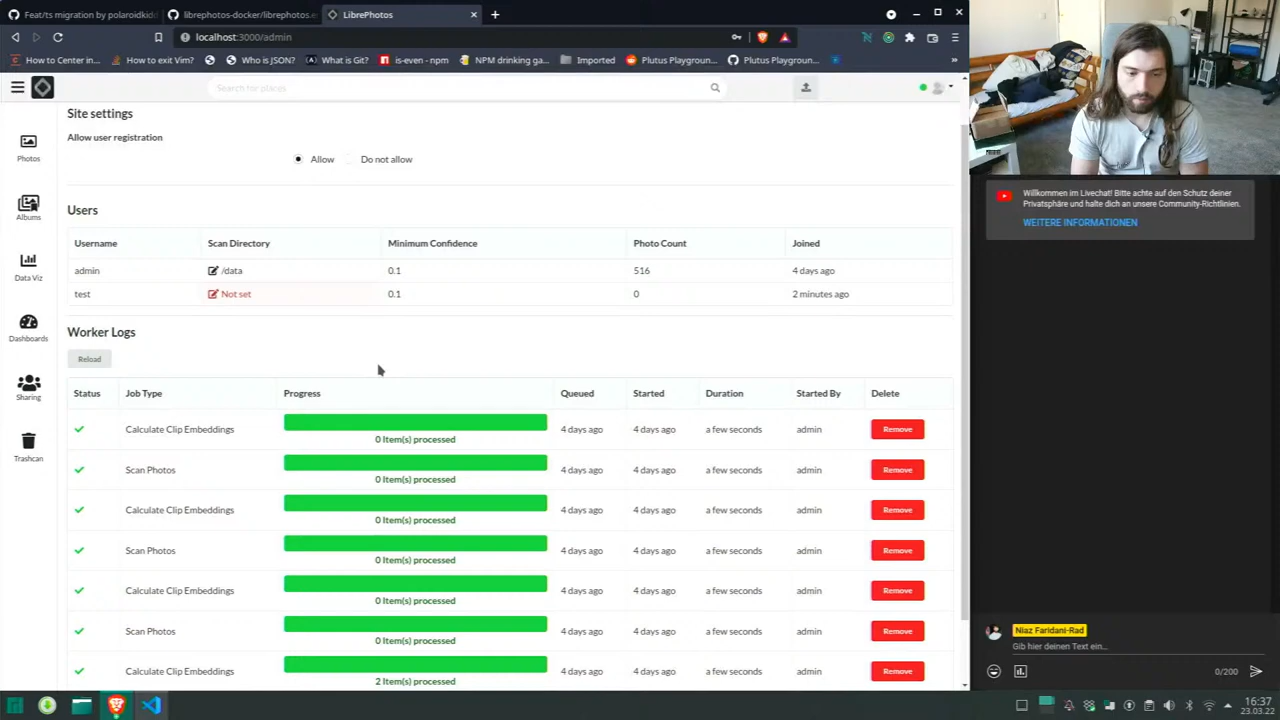 Feat/ts migration by polaroidkidd
librephotos-docker/librephotos.e
LibrePhotos
localhost:3000/admin
How to Center in...
How to exit Vim?
Who is JSON?
What is Git?
is-even - npm
NPM drinking ga...
Imported
Plutus Playgroun...
Plutus Playgroun...
Search for places
Photos
Albums
Data Viz
Dashboards
Sharing
Trashcan
Site settings
Allow user registration
Allow
Do not allow
Users
Username Scan Directory Minimum Confidence Photo Count Joined
admin /data 0.1 516 4 days ago
test Not set 0.1 0 2 minutes ago
Worker Logs
Reload
Status Job Type Progress Queued Started Duration Started By Delete
Calculate Clip Embeddings 0 Item(s) processed 4 days ago 4 days ago a few seconds admin Remove
Scan Photos 0 Item(s) processed 4 days ago 4 days ago a few seconds admin Remove
Calculate Clip Embeddings 0 Item(s) processed 4 days ago 4 days ago a few seconds admin Remove
Scan Photos 0 Item(s) processed 4 days ago 4 days ago a few seconds admin Remove
Calculate Clip Embeddings 0 Item(s) processed 4 days ago 4 days ago a few seconds admin Remove
Scan Photos 0 Item(s) processed 4 days ago 4 days ago a few seconds admin Remove
Calculate Clip Embeddings 2 Item(s) processed 4 days ago 4 days ago a few seconds admin Remove
Willkommen im Livechat! Bitte achte auf den Schutz deiner
Privatsphäre und halte dich an unsere Community-Richtlinien.
WEITERE INFORMATIONEN
Niaz Faridani-Rad
Gib hier deinen Text ein...
0/200
16:37
23.03.22